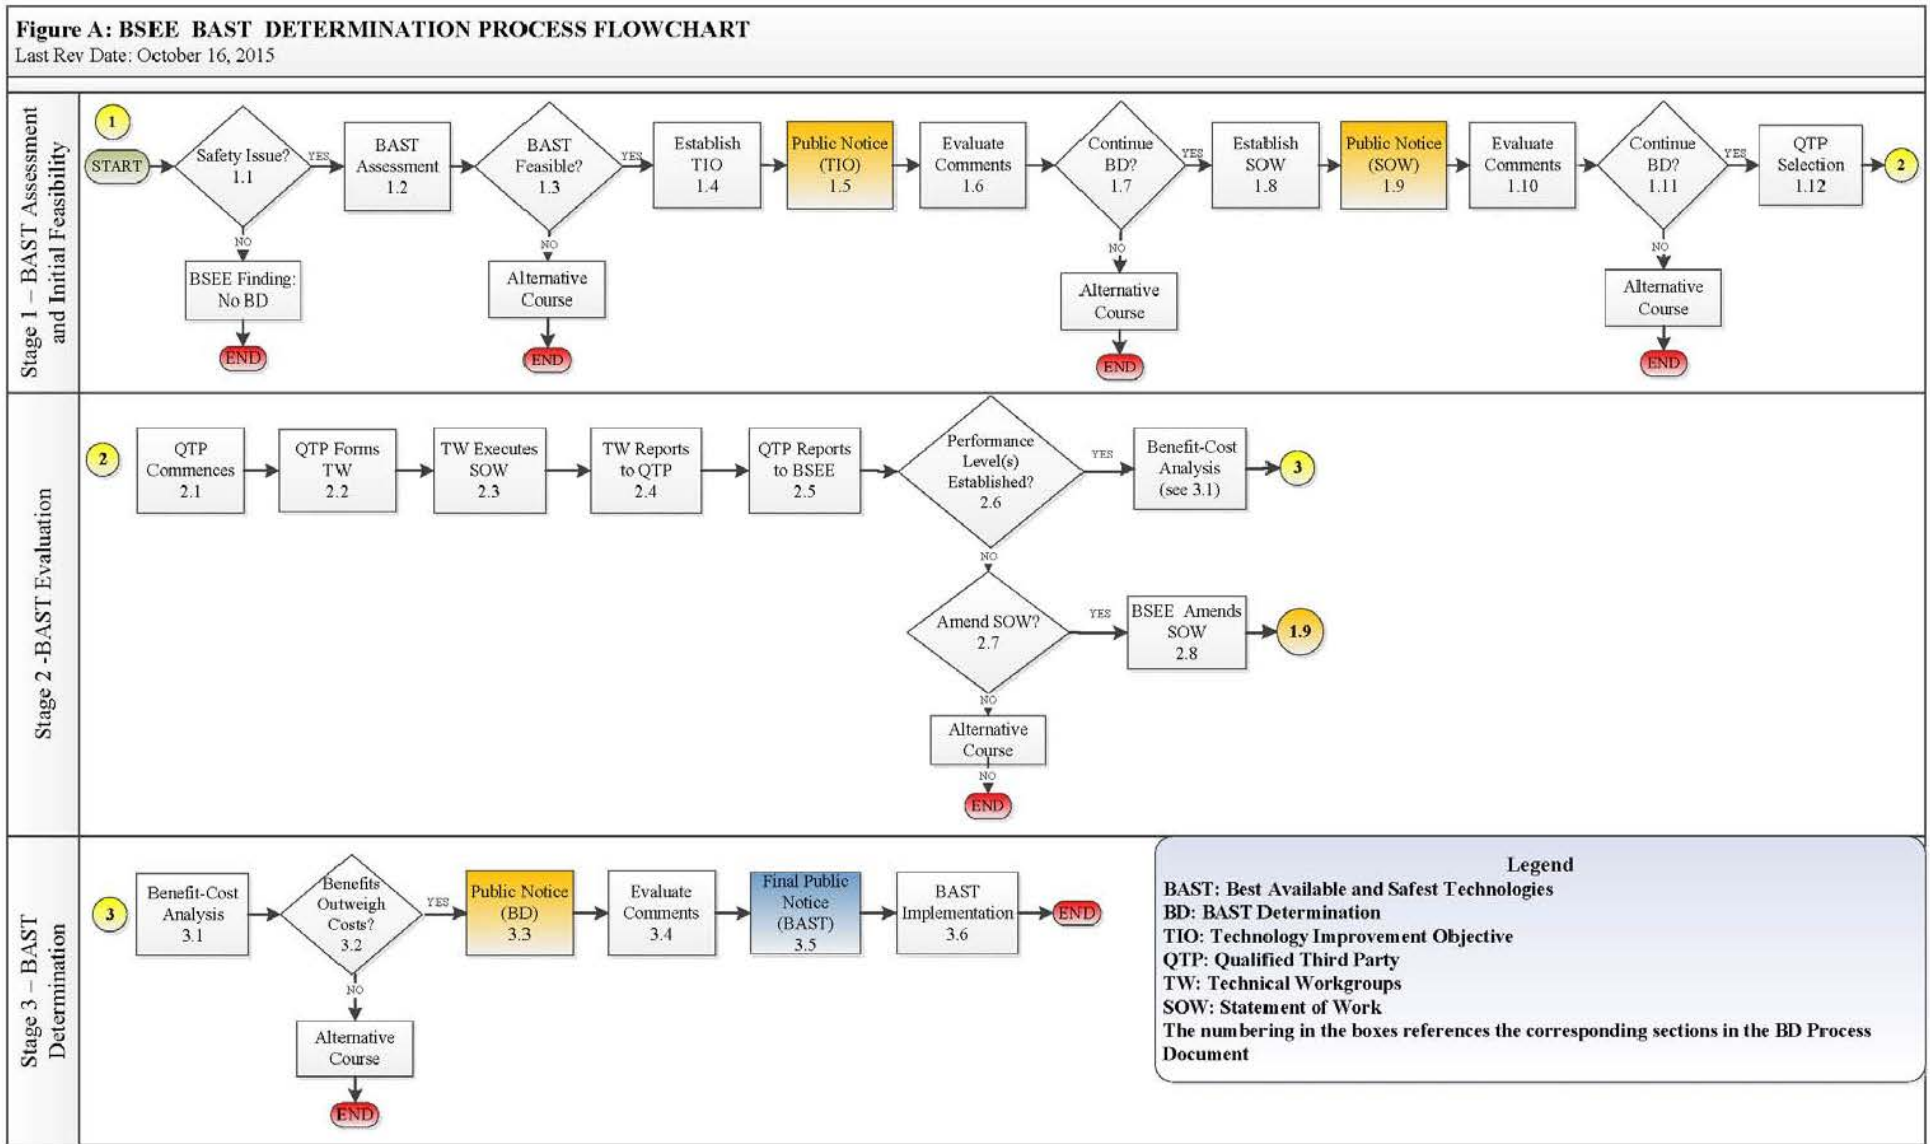 Figure A: BSEE BAST DETERMINATION PROCESS FLOWCHART
Last Rev Date: October 16, 2015
Stage 1 – BAST Assessment
and Initial Feasibility
1
START
Safety Issue?
1.1
YES
NO
BSEE Finding:
No BD
END
BAST
Assessment
1.2
BAST
Feasible?
1.3
YES
NO
Alternative
Course
END
Establish
TIO
1.4
Public Notice
(TIO)
1.5
Evaluate
Comments
1.6
Continue
BD?
1.7
YES
NO
Alternative
Course
END
Establish
SOW
1.8
Public Notice
(SOW)
1.9
Evaluate
Comments
1.10
Continue
BD?
1.11
YES
NO
Alternative
Course
END
QTP
Selection
1.12
2
Stage 2 -BAST Evaluation
2
QTP
Commences
2.1
QTP Forms
TW
2.2
TW Executes
SOW
2.3
TW Reports
to QTP
2.4
QTP Reports
to BSEE
2.5
Performance
Level(s)
Established?
2.6
YES
Benefit-Cost
Analysis
(see 3.1)
3
NO
Amend SOW?
2.7
YES
BSEE Amends
SOW
2.8
1.9
NO
Alternative
Course
NO
END
Stage 3 – BAST
Determination
3
Benefit-Cost
Analysis
3.1
Benefits
Outweigh
Costs?
3.2
YES
NO
Alternative
Course
END
Public Notice
(BD)
3.3
Evaluate
Comments
3.4
Final Public
Notice
(BAST)
3.5
BAST
Implementation
3.6
END
Legend
BAST: Best Available and Safest Technologies
BD: BAST Determination
TIO: Technology Improvement Objective
QTP: Qualified Third Party
TW: Technical Workgroups
SOW: Statement of Work
The numbering in the boxes references the corresponding sections in the BD Process
Document